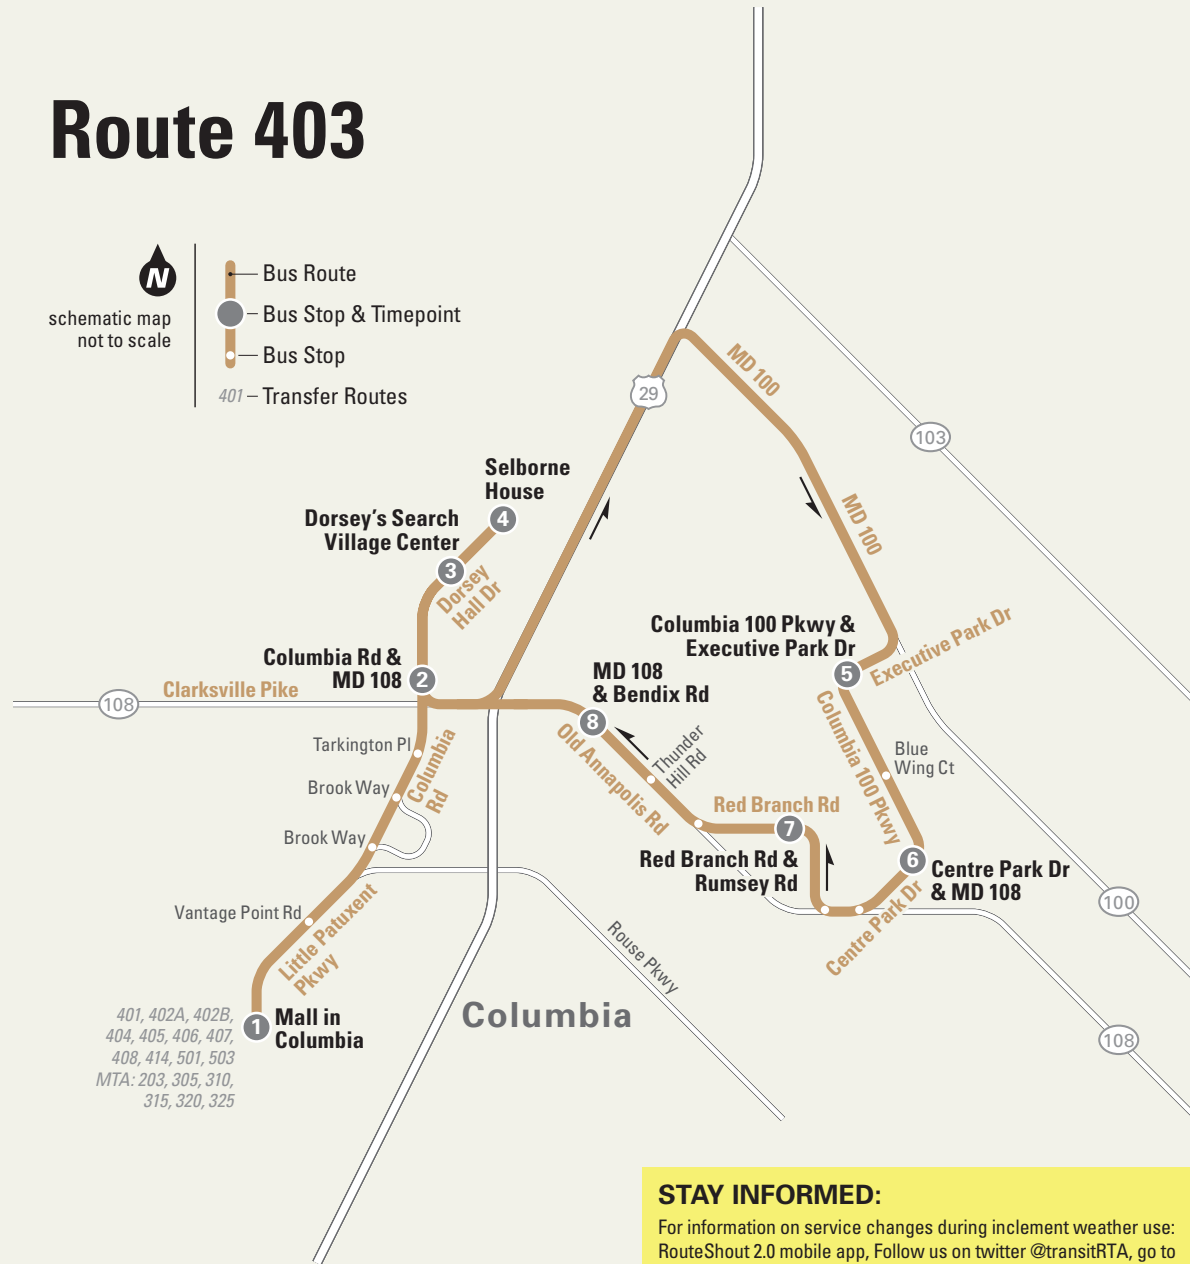 Route 403
N
schematic map
not to scale
Bus Route
Bus Stop & Timepoint
Bus Stop
401
Transfer Routes
29
MD 100
103
MD 100
Selborne
House
4
Dorsey's Search
Village Center
3
Dorsey
Hall Dr
Columbia 100 Pkwy &
Executive Park Dr
5
Executive Park Dr
Columbia Rd &
MD 108
2
108
Clarksville Pike
MD 108
& Bendix Rd
8
Old Annapolis Rd
Thunder
Hill Rd
Columbia 100 Pkwy
Blue
Wing Ct
Tarkington Pl
Columbia
Rd
Brook Way
Brook Way
Red Branch Rd
7
Red Branch Rd &
Rumsey Rd
6
Centre Park Dr
& MD 108
Centre Park Dr
100
Vantage Point Rd
Little Patuxent
Pkwy
Rouse Pkwy
Columbia
108
1
Mall in
Columbia
401, 402A, 402B,
404, 405, 406, 407,
408, 414, 501, 503
MTA: 203, 305, 310,
315, 320, 325
STAY INFORMED:
For information on service changes during inclement weather use:
RouteShout 2.0 mobile app, Follow us on twitter @transitRTA, go to